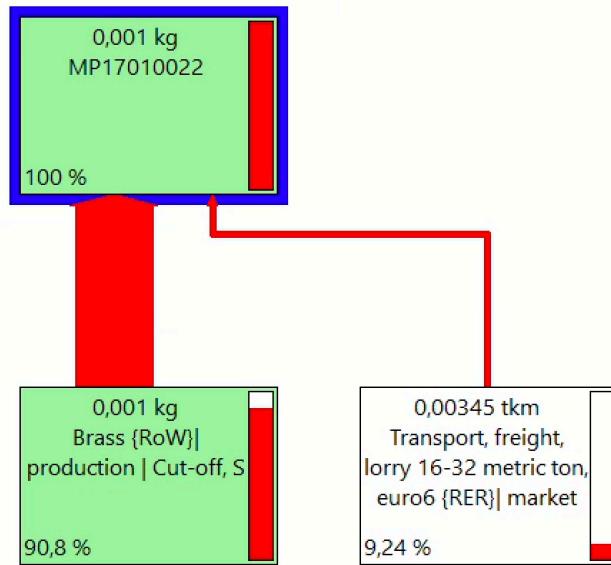 0,001 kg
MP17010022
100 %
0,001 kg
Brass {RoW}|
production | Cut-off, S
90,8 %
0,00345 tkm
Transport, freight,
lorry 16-32 metric ton,
euro6 {RER}| market
9,24 %